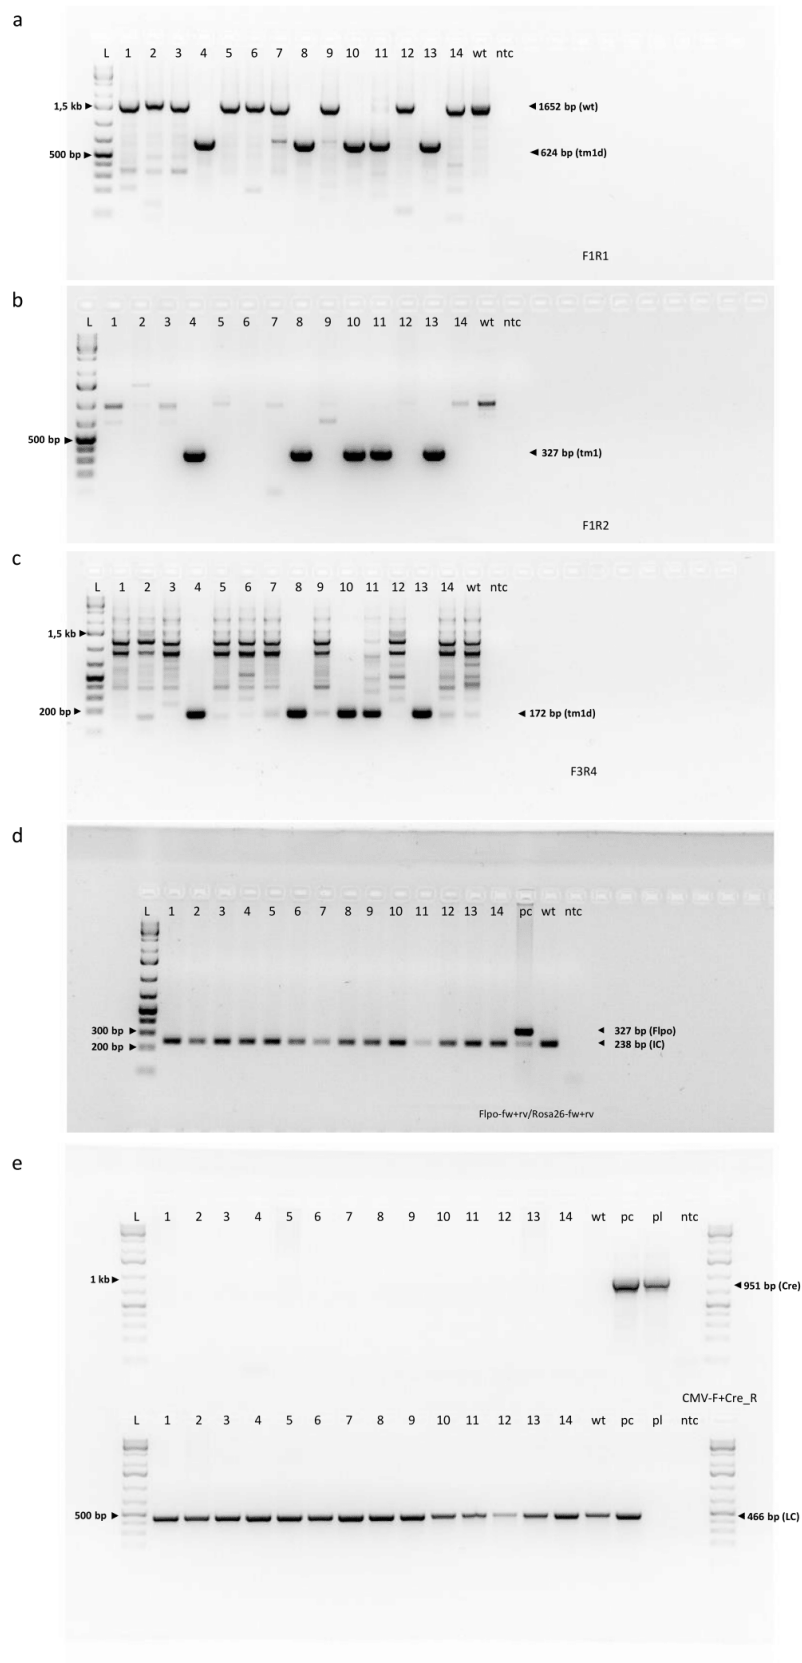 a
L 1 2 3 4 5 6 7 8 9 10 11 12 13 14 wt ntc
1,5 kb
1652 bp (wt)
500 bp
624 bp (tm1d)
F1R1
b
L 1 2 3 4 5 6 7 8 9 10 11 12 13 14 wt ntc
500 bp
327 bp (tm1)
F1R2
c
L 1 2 3 4 5 6 7 8 9 10 11 12 13 14 wt ntc
1,5 kb
200 bp
172 bp (tm1d)
F3R4
d
L 1 2 3 4 5 6 7 8 9 10 11 12 13 14 pc wt ntc
300 bp
327 bp (Flpo)
200 bp
238 bp (IC)
Flpo-fw+rv/Rosa26-fw+rv
e
L 1 2 3 4 5 6 7 8 9 10 11 12 13 14 wt pc pl ntc
1 kb
951 bp (Cre)
CMV-F+Cre_R
L 1 2 3 4 5 6 7 8 9 10 11 12 13 14 wt pc pl ntc
500 bp
466 bp (LC)